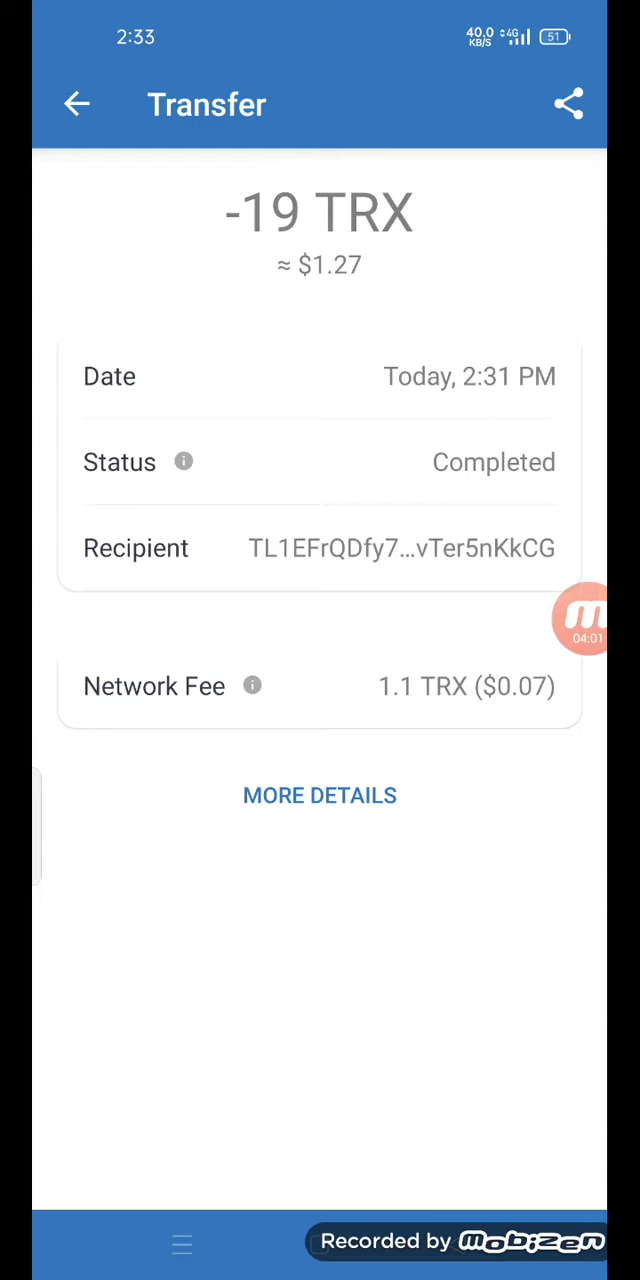 2:33
40.0 KB/S 4G 51
Transfer
-19 TRX
≈ $1.27
Date Today, 2:31 PM
Status Completed
Recipient TL1EFrQDfy7...vTer5nKkCG
04:01
Network Fee 1.1 TRX ($0.07)
MORE DETAILS
Recorded by mobizen